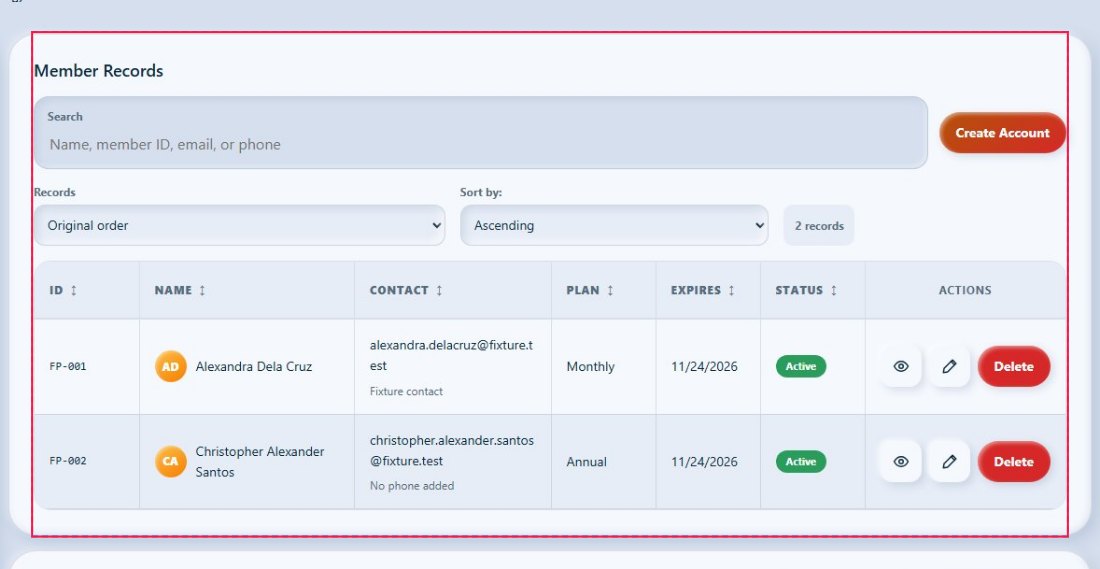 Member Records
Search
Name, member ID, email, or phone
Create Account
Records
Sort by:
Original order
Ascending
2 records
ID ↕ NAME ↕ CONTACT ↕ PLAN ↕ EXPIRES ↕ STATUS ↕ ACTIONS
FP-001
AD
Alexandra Dela Cruz
alexandra.delacruz@fixture.t
est
Fixture contact
Monthly
11/24/2026
Active
Delete
FP-002
CA
Christopher Alexander
Santos
christopher.alexander.santos
@fixture.test
No phone added
Annual
11/24/2026
Active
Delete